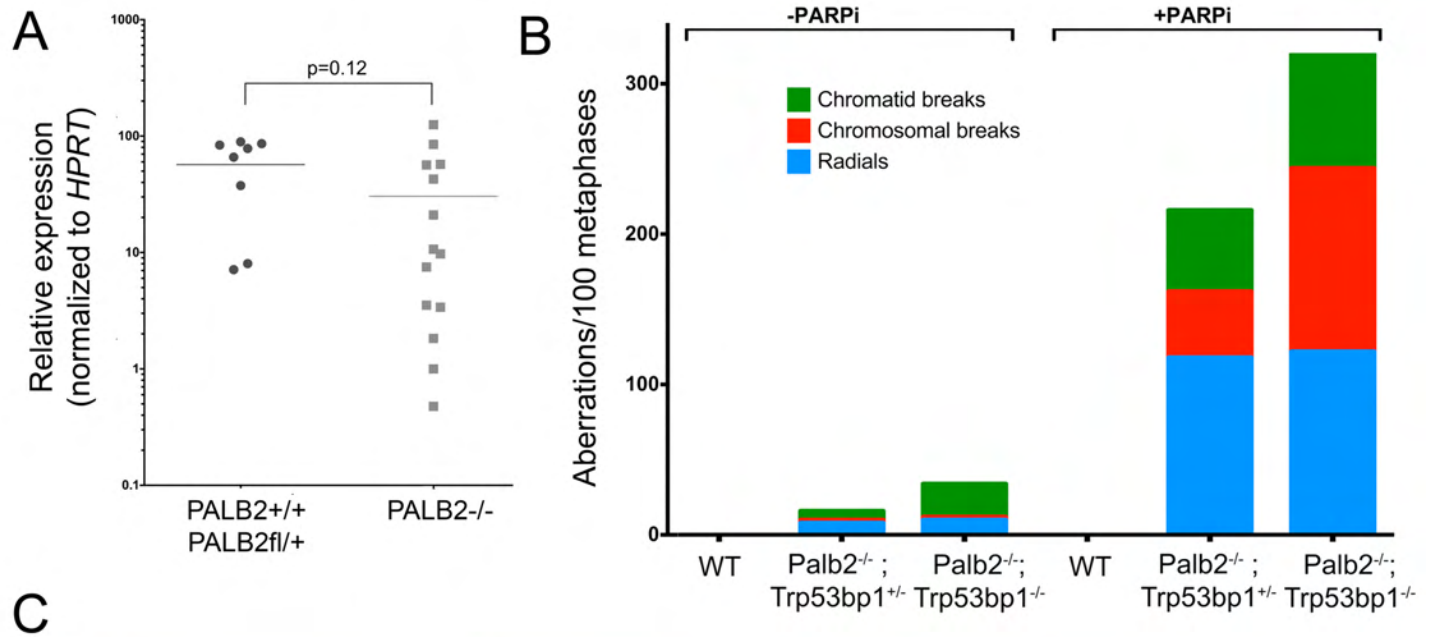 A
1000
100
10
1
0.1
Relative expression
(normalized to HPRT)
p=0.12
PALB2+/+
PALB2fl/+
PALB2-/-
B
-PARPi
+PARPi
Chromatid breaks
Chromosomal breaks
Radials
Aberrations/100 metaphases
300
200
100
0
WT
Palb2-/- ;
Trp53bp1+/-
Palb2-/-;
Trp53bp1-/-
WT
Palb2-/- ;
Trp53bp1+/-
Palb2-/-;
Trp53bp1-/-
C